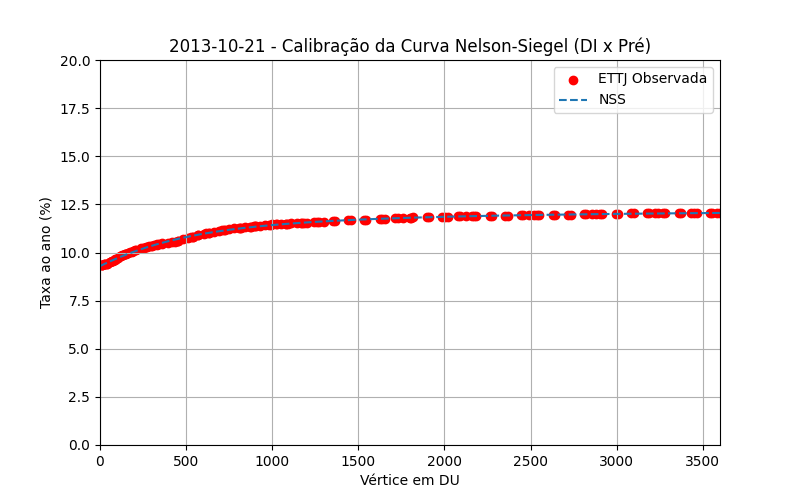 2013-10-21 - Calibração da Curva Nelson-Siegel (DI x Pré)
20.0
17.5
15.0
12.5
10.0
7.5
5.0
2.5
0.0
Taxa ao ano (%)
ETTJ Observada
NSS
0 500 1000 1500 2000 2500 3000 3500
Vértice em DU